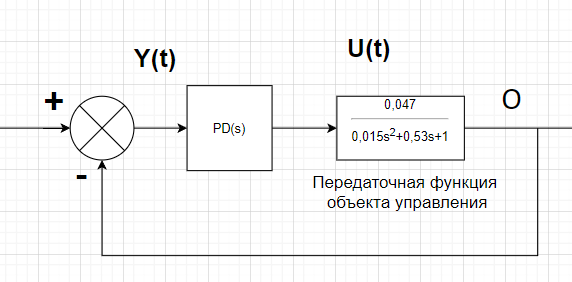 Y(t)
U(t)
+
-
PD(s)
0,047
0,015s²+0,53s+1
O
Передаточная функция
объекта управления